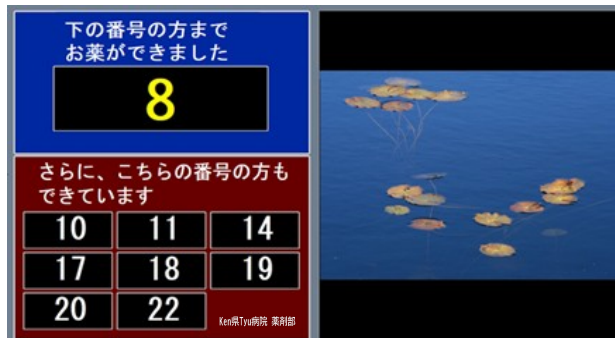 下の番号の方まで
お薬ができました
8
さらに、こちらの番号の方も
できています
10 11 14
17 18 19
20 22
Ken県Tyu病院 薬剤部